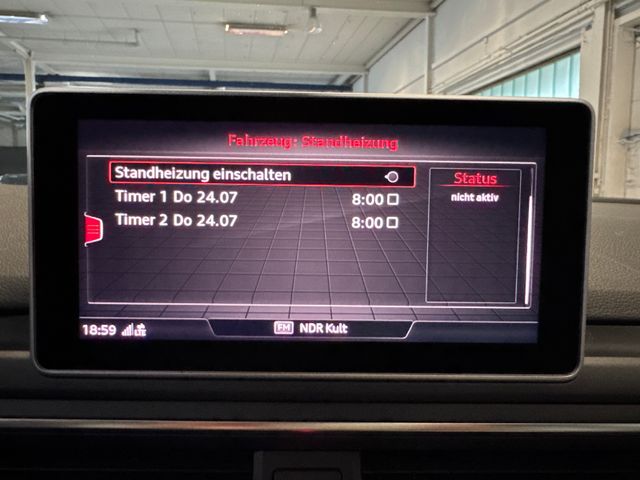 Fahrzeug: Standheizung
Standheizung einschalten
Timer 1 Do 24.07 8:00
Timer 2 Do 24.07 8:00
Status
nicht aktiv
18:59 LTE
FM NDR Kult